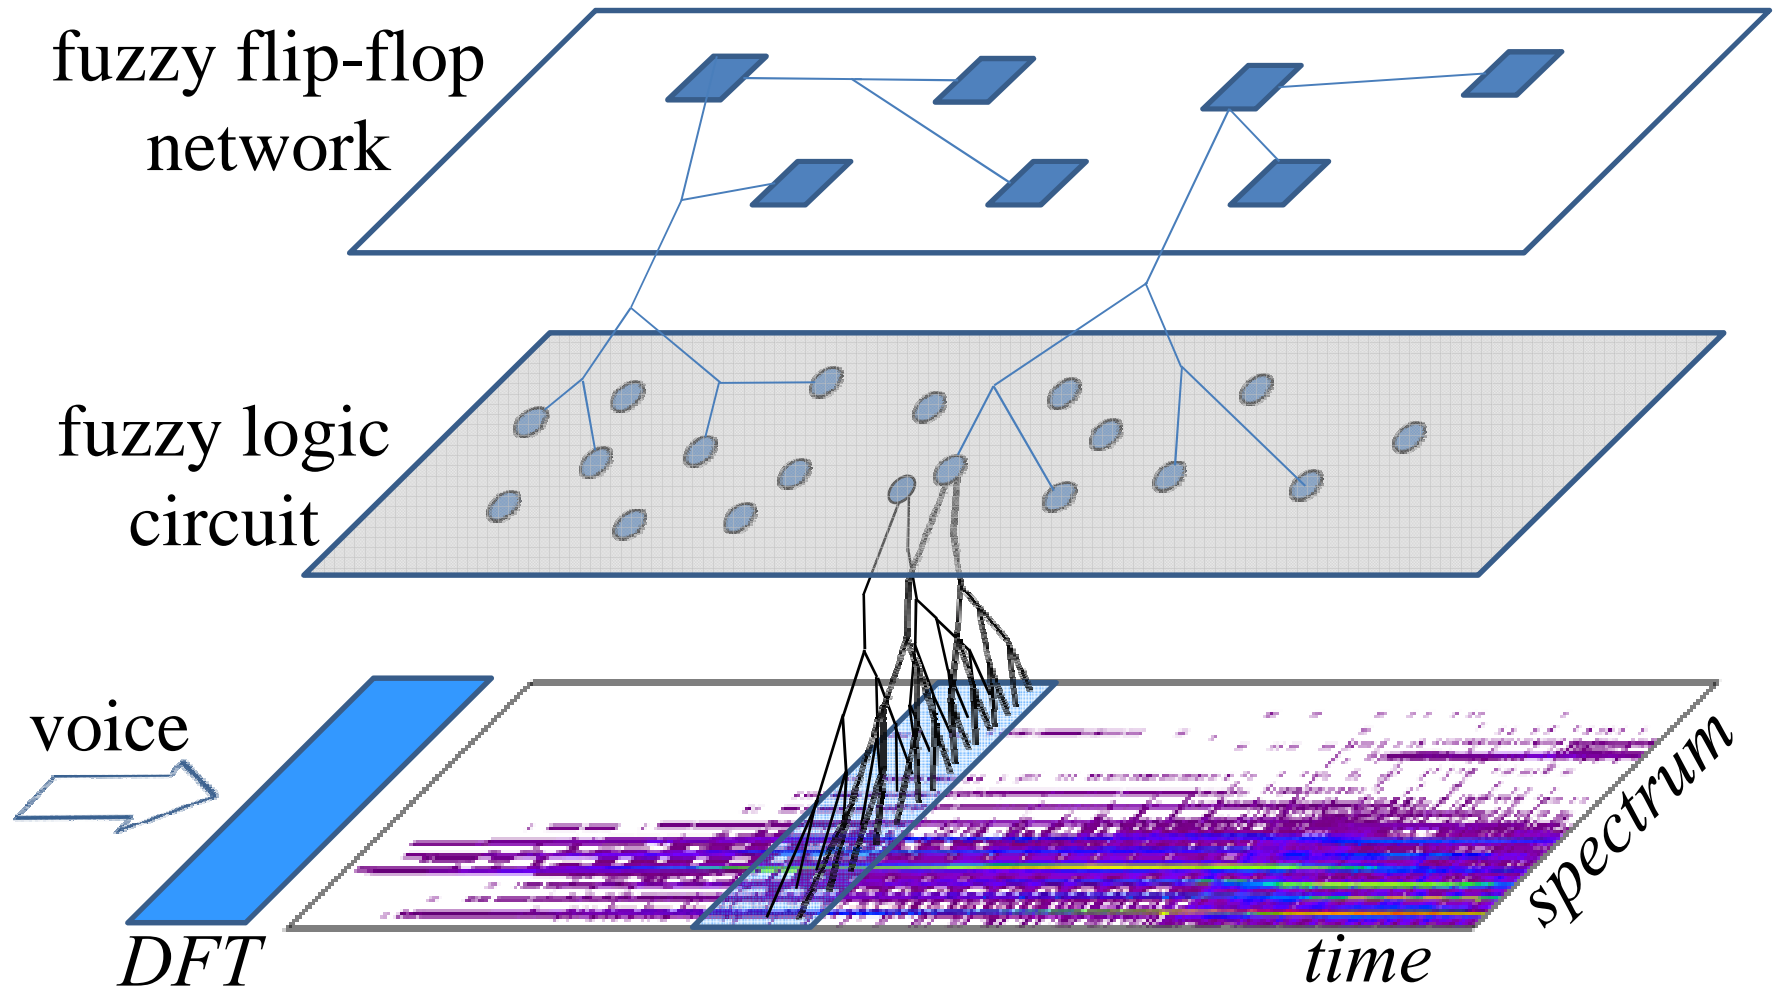 fuzzy flip-flop
network
fuzzy logic
circuit
voice
DFT
time
spectrum